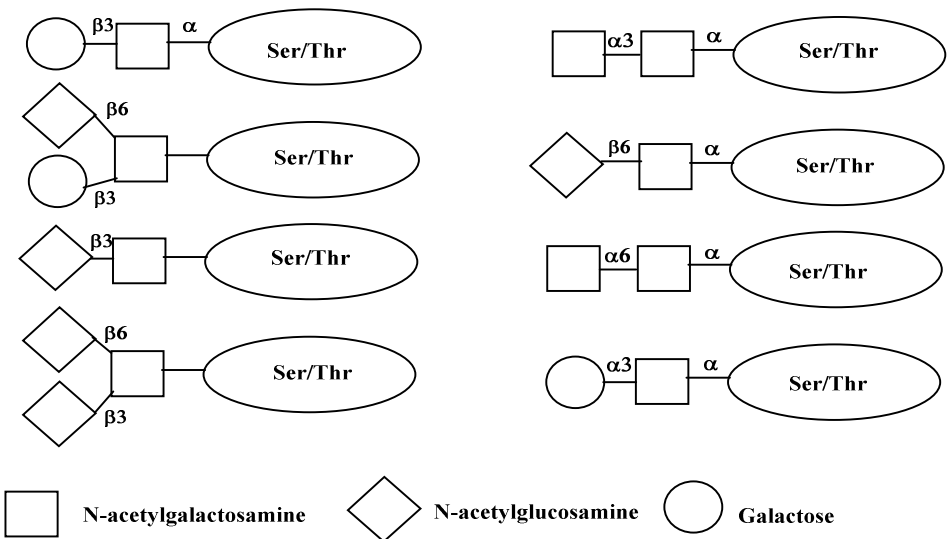 β3 α Ser/Thr
β6 β3 Ser/Thr
β3 Ser/Thr
β6 β3 Ser/Thr
α3 α Ser/Thr
β6 α Ser/Thr
α6 α Ser/Thr
α3 α Ser/Thr
N-acetylgalactosamine N-acetylglucosamine Galactose